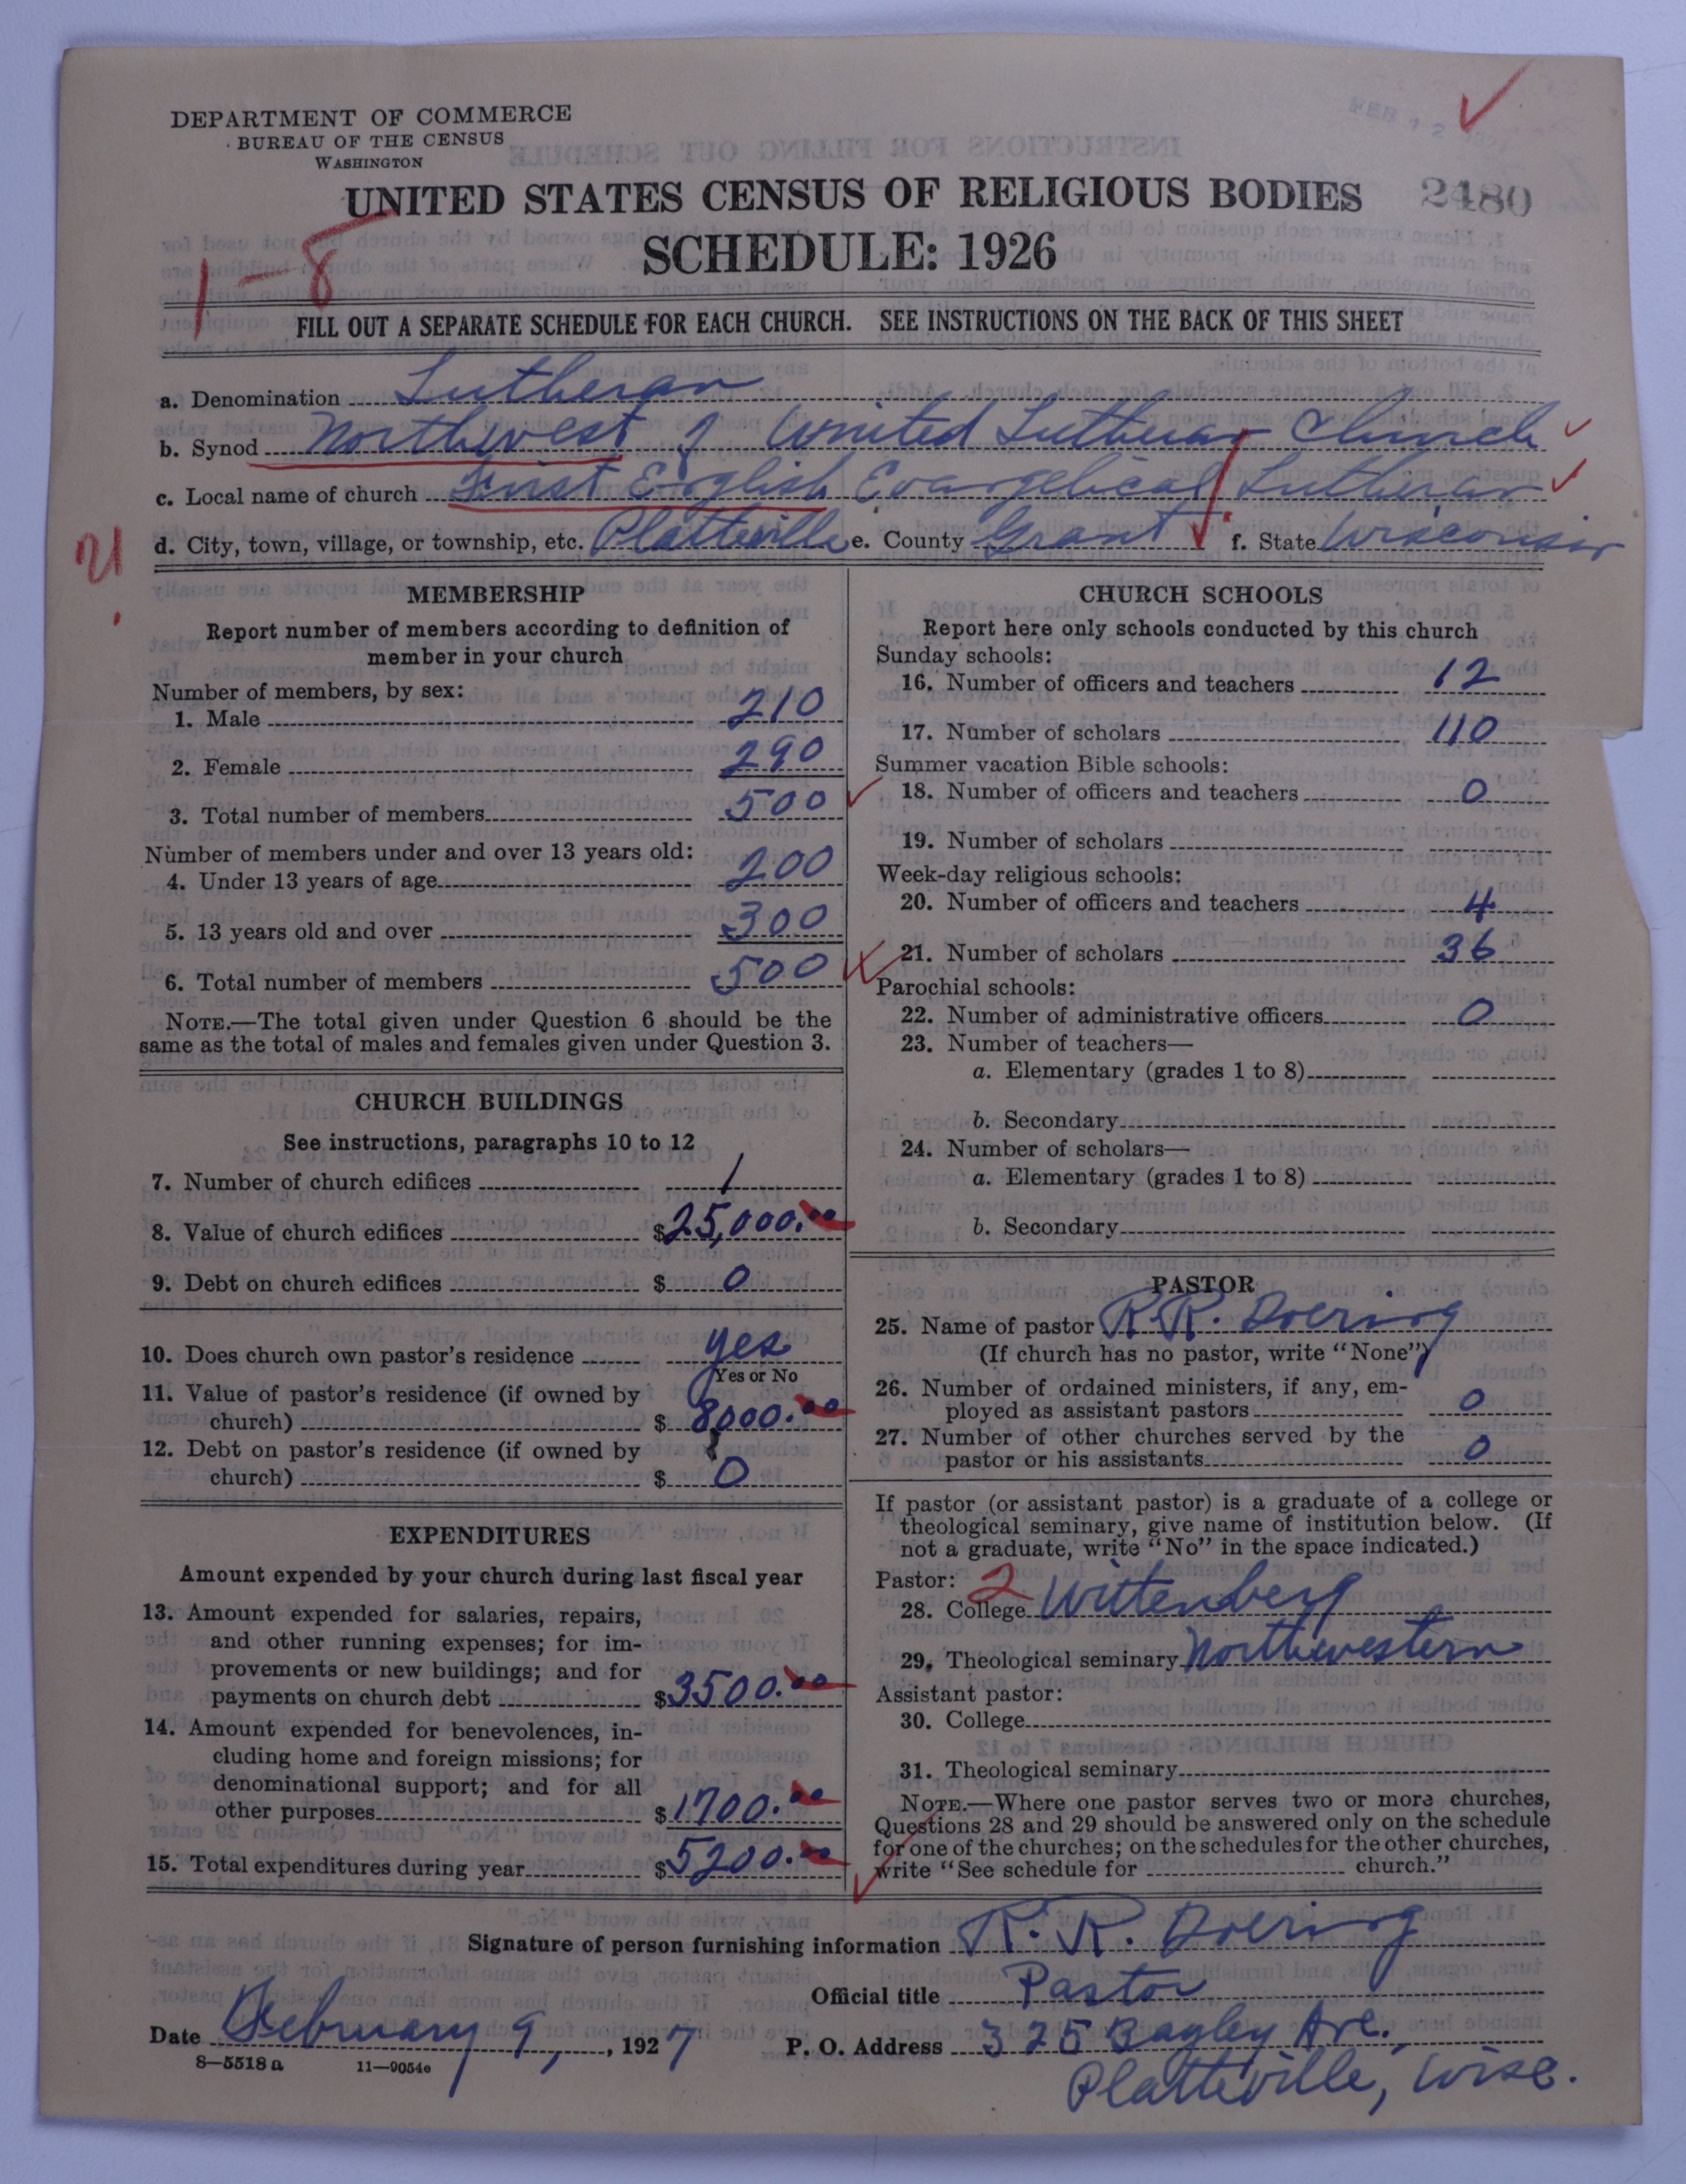 DEPARTMENT OF COMMERCE
BUREAU OF THE CENSUS
WASHINGTON
FEB 12
UNITED STATES CENSUS OF RELIGIOUS BODIES 2480
SCHEDULE: 1926
1-8
FILL OUT A SEPARATE SCHEDULE FOR EACH CHURCH. SEE INSTRUCTIONS ON THE BACK OF THIS SHEET
a. Denomination Lutheran
b. Synod Northwest of United Lutheran Church
c. Local name of church First English Evangelical Lutheran
21 d. City, town, village, or township, etc. Platteville e. County Grant f. State Wisconsin
MEMBERSHIP
Report number of members according to definition of
member in your church
Number of members, by sex:
1. Male 210
2. Female 290
3. Total number of members 500
Number of members under and over 13 years old:
4. Under 13 years of age 200
5. 13 years old and over 300
6. Total number of members 500
NOTE.—The total given under Question 6 should be the
same as the total of males and females given under Question 3.
CHURCH BUILDINGS
See instructions, paragraphs 10 to 12
7. Number of church edifices 1
8. Value of church edifices $25,000.00
9. Debt on church edifices $ 0
10. Does church own pastor's residence yes
Yes or No
11. Value of pastor's residence (if owned by
church) $ 8000.00
12. Debt on pastor's residence (if owned by
church) $ 0
EXPENDITURES
Amount expended by your church during last fiscal year
13. Amount expended for salaries, repairs,
and other running expenses; for im-
provements or new buildings; and for
payments on church debt $3500.00
14. Amount expended for benevolences, in-
cluding home and foreign missions; for
denominational support; and for all
other purposes $1700.00
15. Total expenditures during year $5200.00
CHURCH SCHOOLS
Report here only schools conducted by this church
Sunday schools:
16. Number of officers and teachers 12
17. Number of scholars 110
Summer vacation Bible schools:
18. Number of officers and teachers 0
19. Number of scholars
Week-day religious schools:
20. Number of officers and teachers 4
21. Number of scholars 36
Parochial schools:
22. Number of administrative officers 0
23. Number of teachers—
a. Elementary (grades 1 to 8)
b. Secondary
24. Number of scholars—
a. Elementary (grades 1 to 8)
b. Secondary
PASTOR
25. Name of pastor R. R. Doering
(If church has no pastor, write "None")
26. Number of ordained ministers, if any, em-
ployed as assistant pastors 0
27. Number of other churches served by the
pastor or his assistants 0
If pastor (or assistant pastor) is a graduate of a college or
theological seminary, give name of institution below. (If
not a graduate, write "No" in the space indicated.)
Pastor: 2
28. College Wittenberg
29. Theological seminary Northwestern
Assistant pastor:
30. College
31. Theological seminary
NOTE.—Where one pastor serves two or more churches,
Questions 28 and 29 should be answered only on the schedule
for one of the churches; on the schedules for the other churches,
write "See schedule for church."
Signature of person furnishing information R. R. Doering
Official title Pastor
Date February 9, 1927 P. O. Address 325 Bayley Ave.
8—5518 a 11—9054c
Platteville, Wisc.